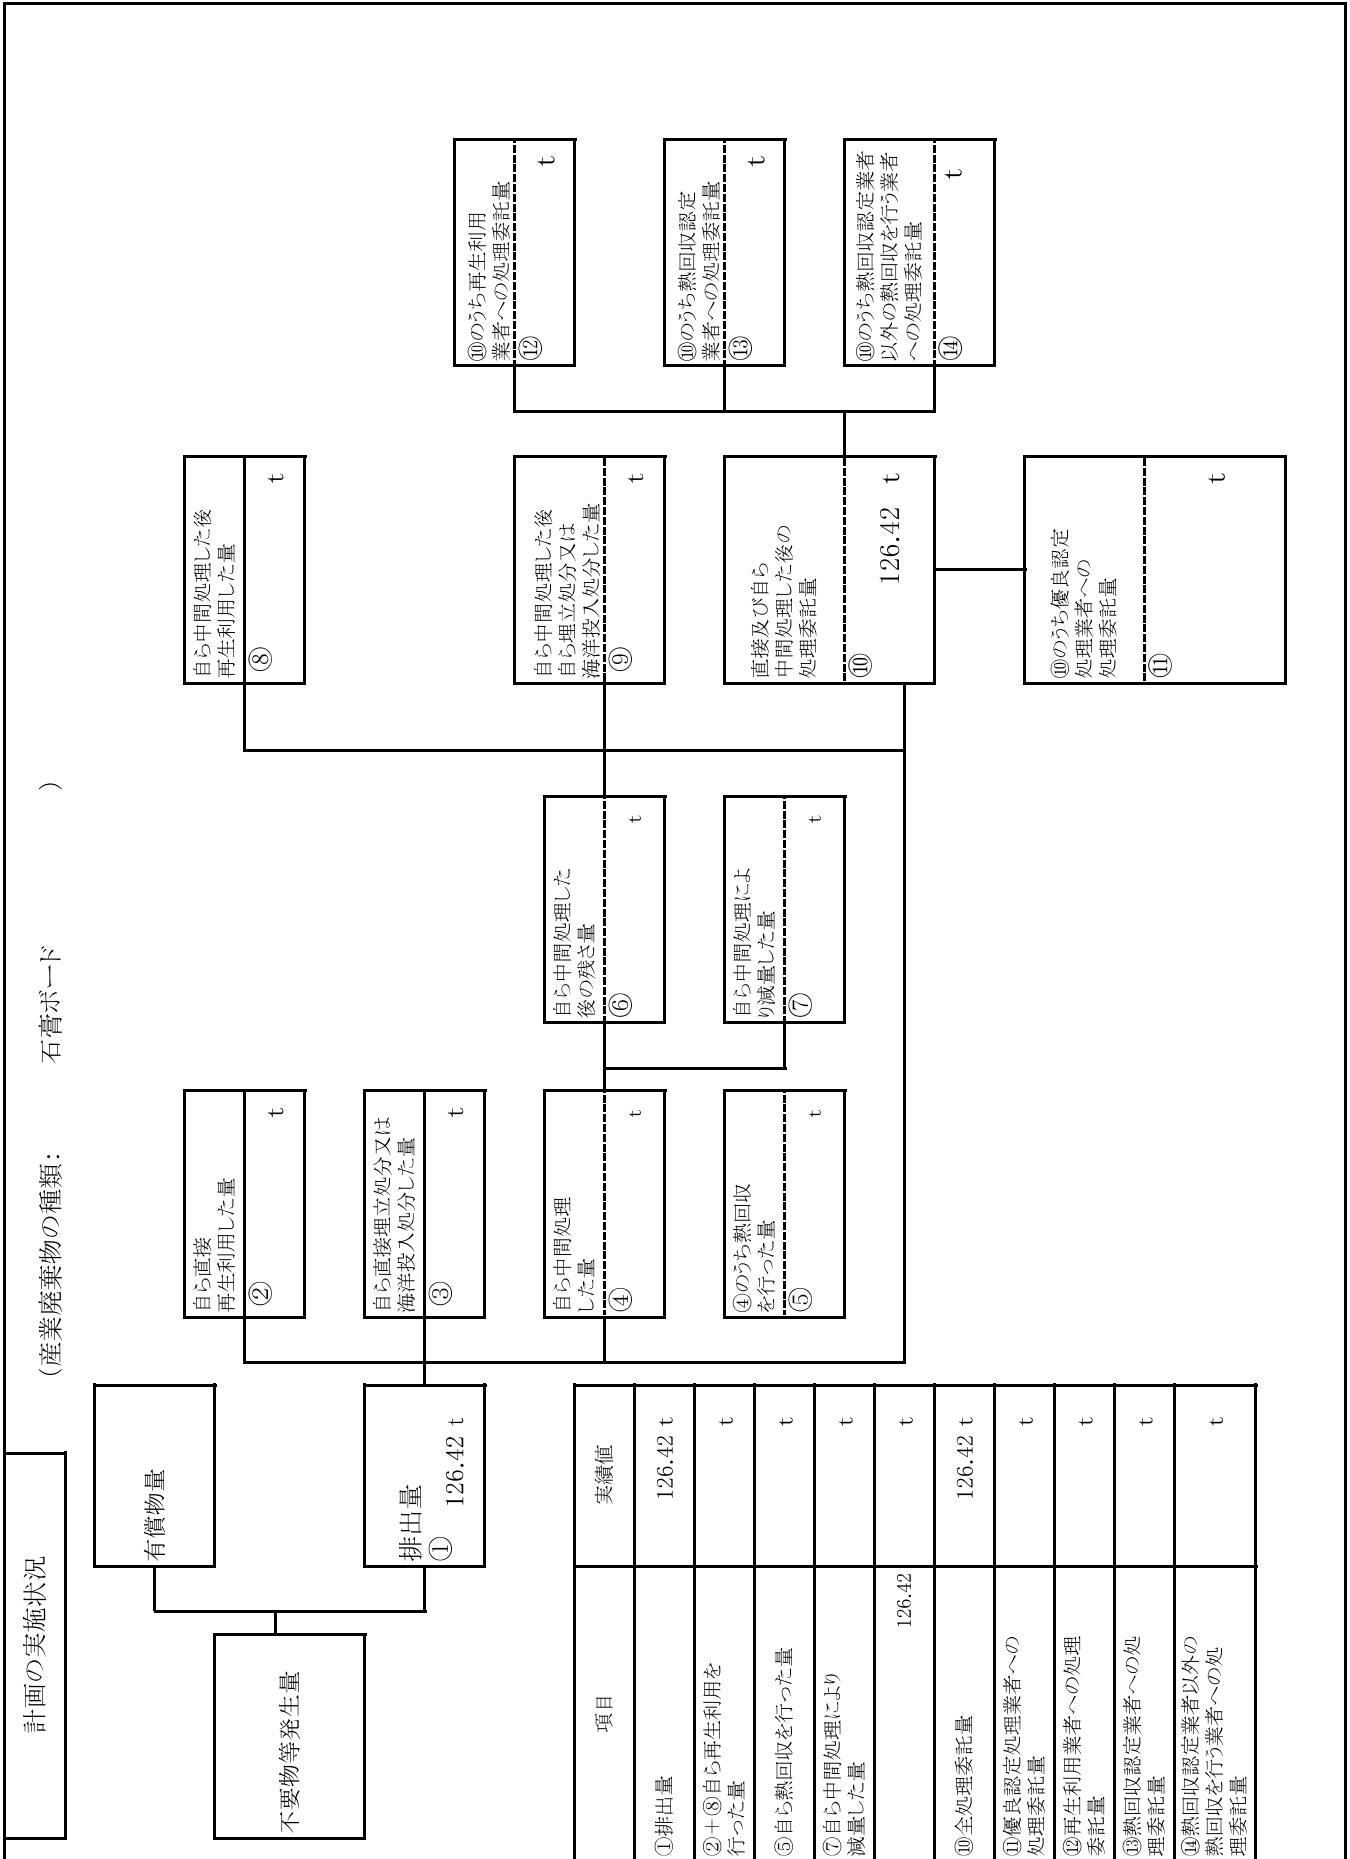 計画の実施状況
(産業廃棄物の種類： 石膏ボード )
有償物量
不要物等発生量
排出量
① 126.42 t
自ら直接
再生利用した量
② t
自ら直接埋立処分又は
海洋投入処分した量
③ t
自ら中間処理
した量
④ t
④のうち熱回収
を行った量
⑤ t
自ら中間処理した
後の残さ量
⑥ t
自ら中間処理によ
り減量した量
⑦ t
自ら中間処理した後
再生利用した量
⑧ t
自ら中間処理した後
自ら埋立処分又は
海洋投入処分した量
⑨ t
直接及び自ら
中間処理した後の
処理委託量
⑩ 126.42 t
⑩のうち優良認定
処理業者への
処理委託量
⑪ t
⑩のうち再生利用
業者への処理委託量
⑫ t
⑩のうち熱回収認定
業者への処理委託量
⑬ t
⑩のうち熱回収認定業者
以外の熱回収を行う業者
への処理委託量
⑭ t
項目 実績値
①排出量 126.42 t
②＋⑧自ら再生利用を
行った量 t
⑤自ら熱回収を行った量 t
⑦自ら中間処理により
減量した量 t
126.42 t
⑩全処理委託量 126.42 t
⑪優良認定処理業者への
処理委託量 t
⑫再生利用業者への処理
委託量 t
⑬熱回収認定業者への処
理委託量 t
⑭熱回収認定業者以外の
熱回収を行う業者への処
理委託量 t